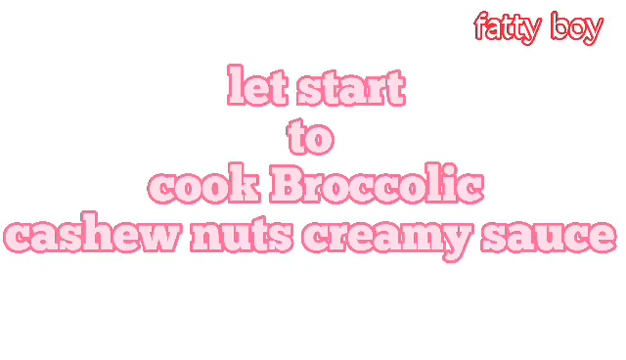 fatty boy
let start
to
cook Broccolic
cashew nuts creamy sauce